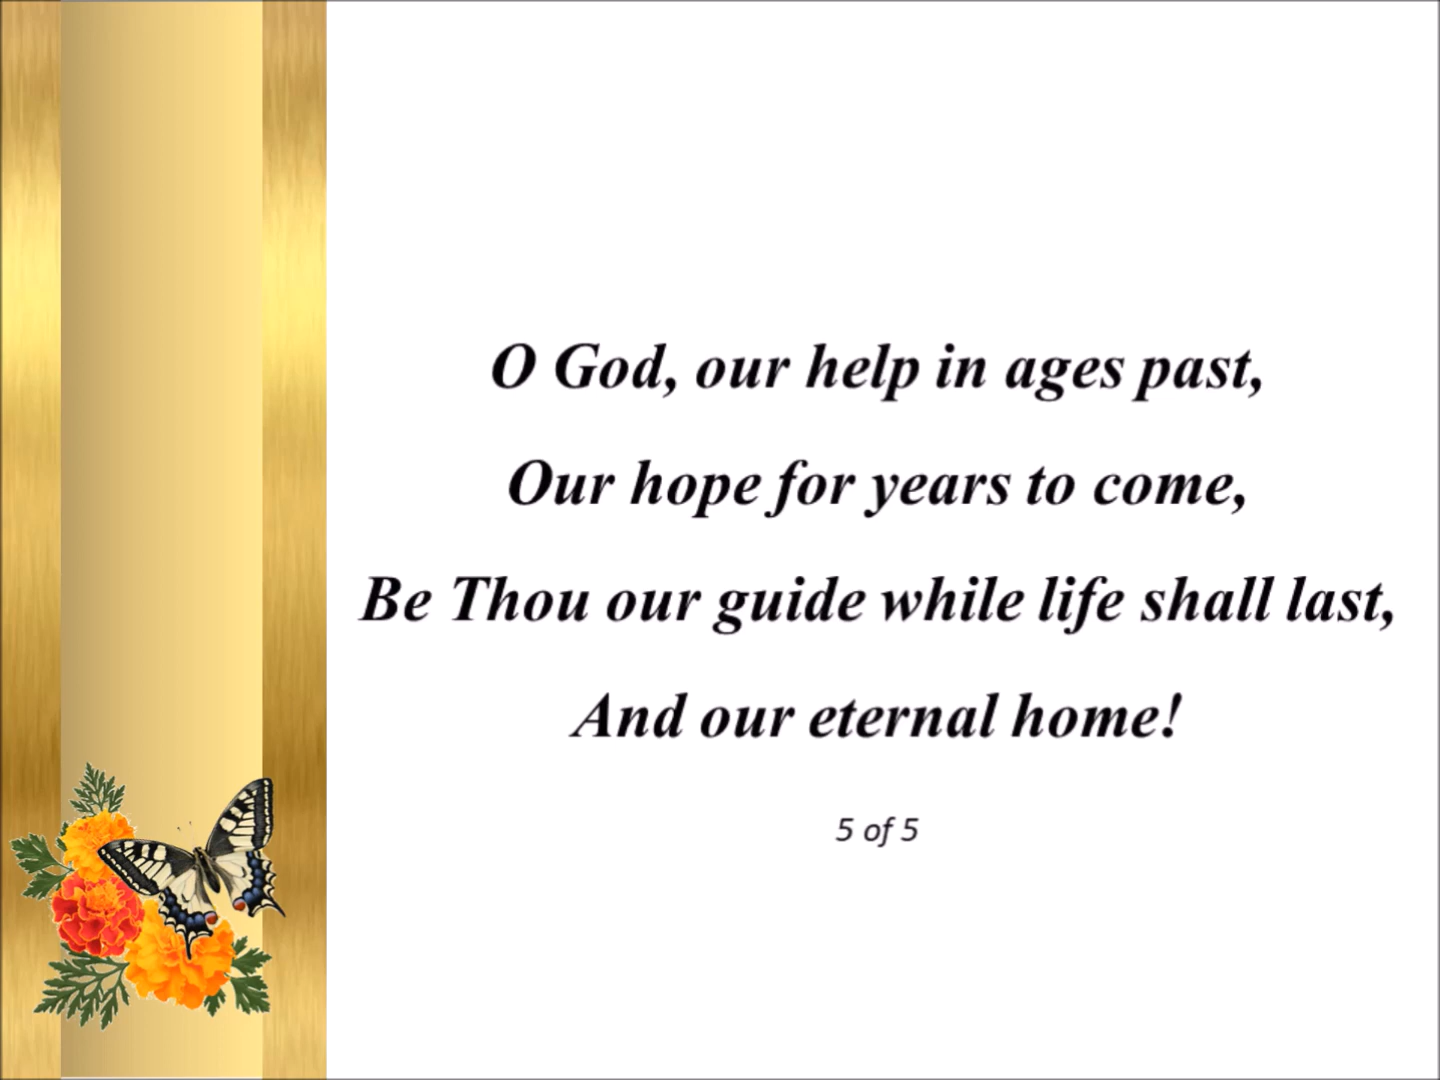 O God, our help in ages past,
Our hope for years to come,
Be Thou our guide while life shall last,
And our eternal home!
5 of 5